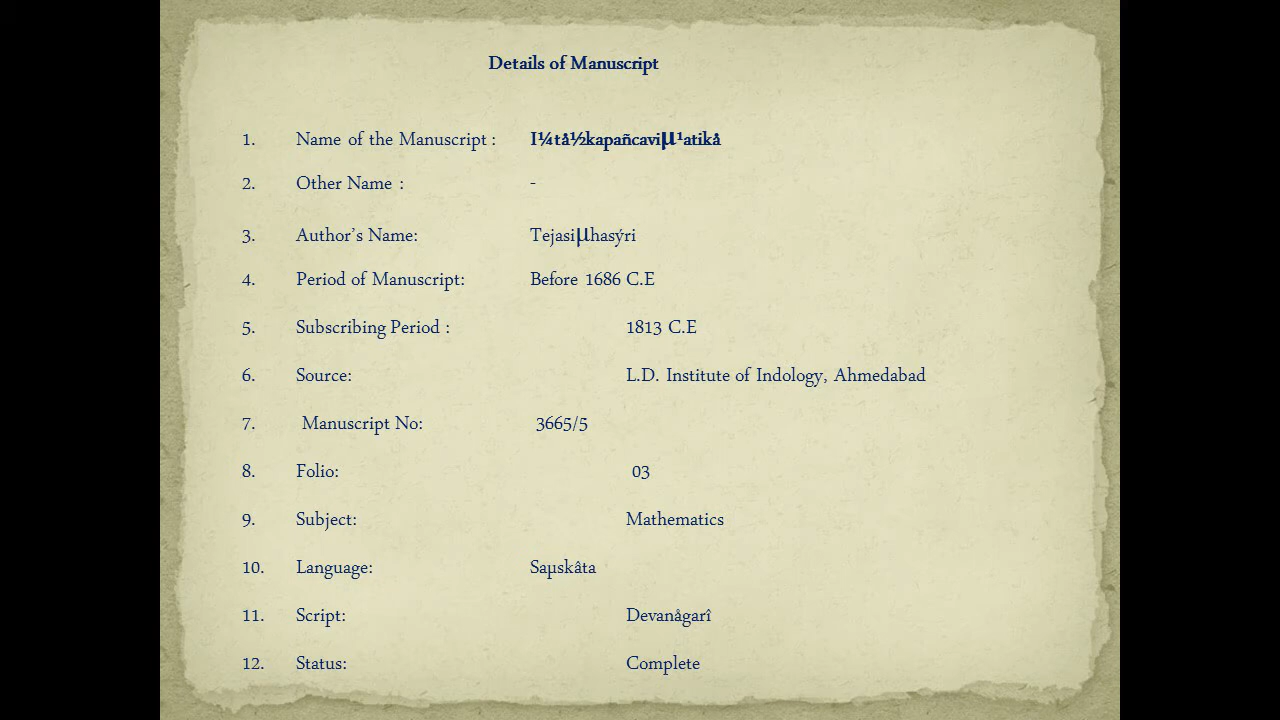 Details of Manuscript
1. Name of the Manuscript : I¼tå½kapañcaviµ¹atikå
2. Other Name : -
3. Author’s Name: Tejasiµhasýri
4. Period of Manuscript: Before 1686 C.E
5. Subscribing Period : 1813 C.E
6. Source: L.D. Institute of Indology, Ahmedabad
7. Manuscript No: 3665/5
8. Folio: 03
9. Subject: Mathematics
10. Language: Saµskâta
11. Script: Devanågarî
12. Status: Complete